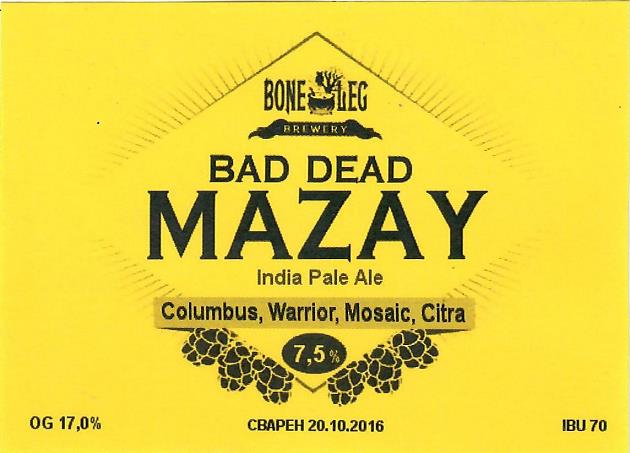 BONE LEG
BREWERY
BAD DEAD
MAZAY
India Pale Ale
Columbus, Warrior, Mosaic, Citra
7,5%
OG 17,0%
СВАРЕН 20.10.2016
IBU 70